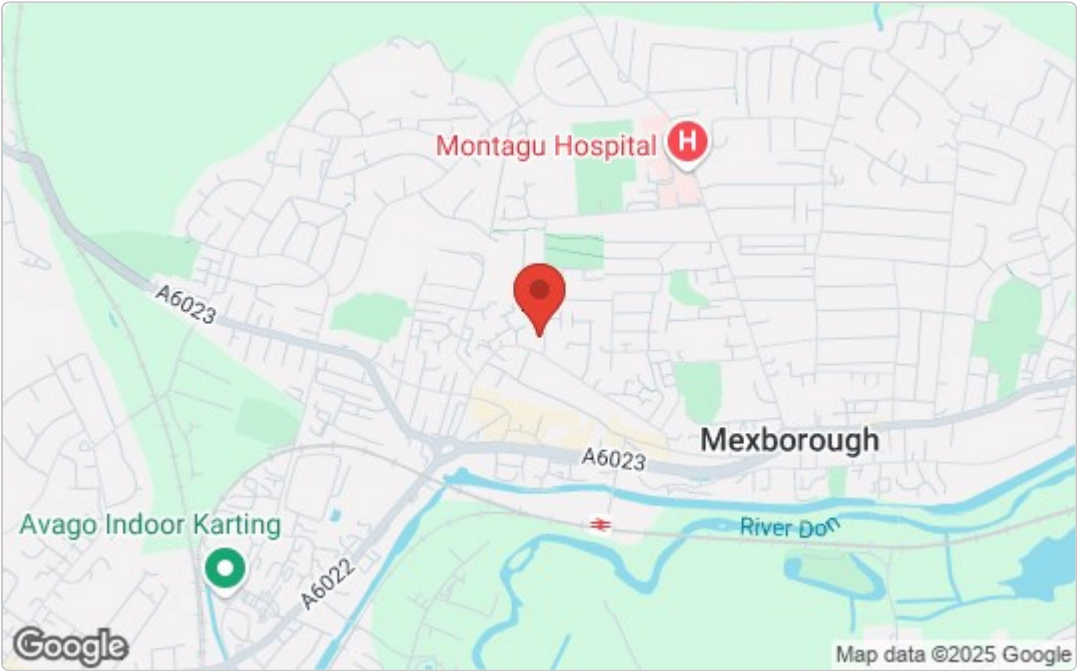 Montagu Hospital
H
A6023
Mexborough
A6023
Avago Indoor Karting
River Don
A6022
Google
Map data ©2025 Google